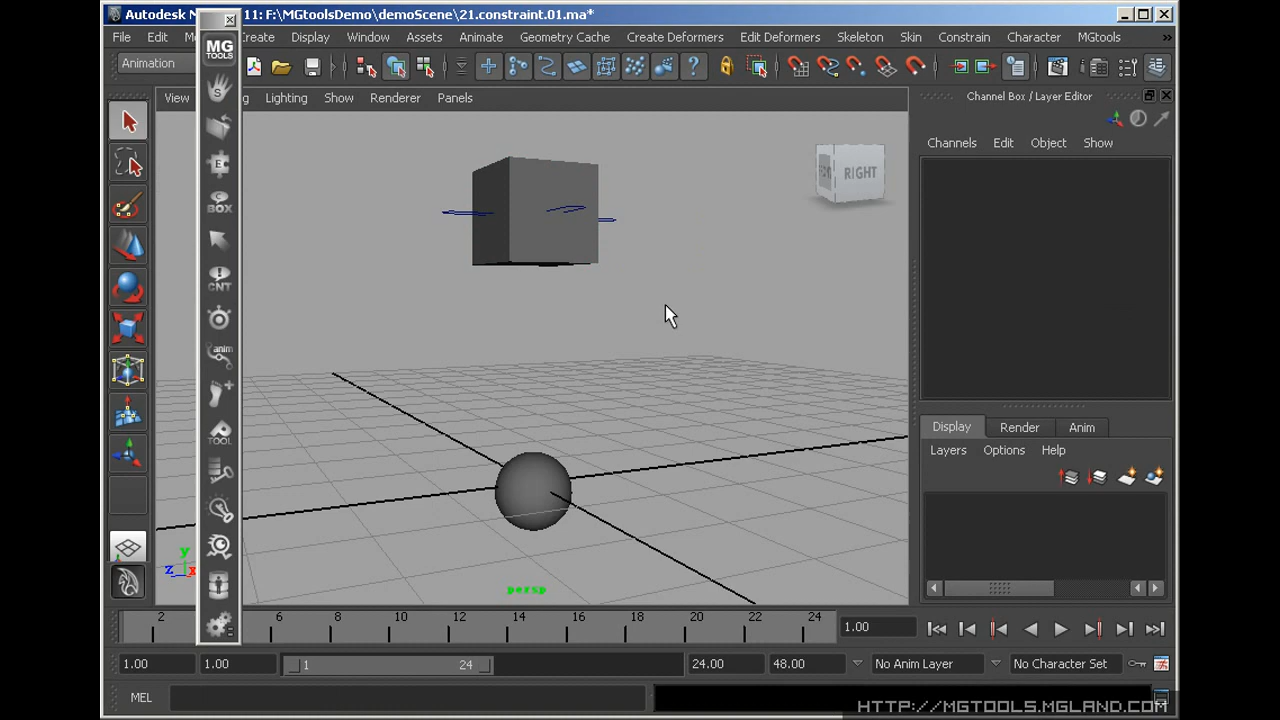 Autodesk M 11: F:\MGtoolsDemo\demoScene\21.constraint.01.ma*
File Edit M Create Display Window Assets Animate Geometry Cache Create Deformers Edit Deformers Skeleton Skin Constrain Character MGtools »
Animation
MG TOOLS
View g Lighting Show Renderer Panels
Channel Box / Layer Editor
Channels Edit Object Show
S
E
C BOX
RIGHT
! CNT
anim
TOOL
Display Render Anim
Layers Options Help
y
z x
persp
2 6 8 10 12 14 16 18 20 22 24
1.00
1.00 1.00 1 24 24.00 48.00 No Anim Layer No Character Set
MEL
HTTP://MGTOOLS.MGLAND.COM